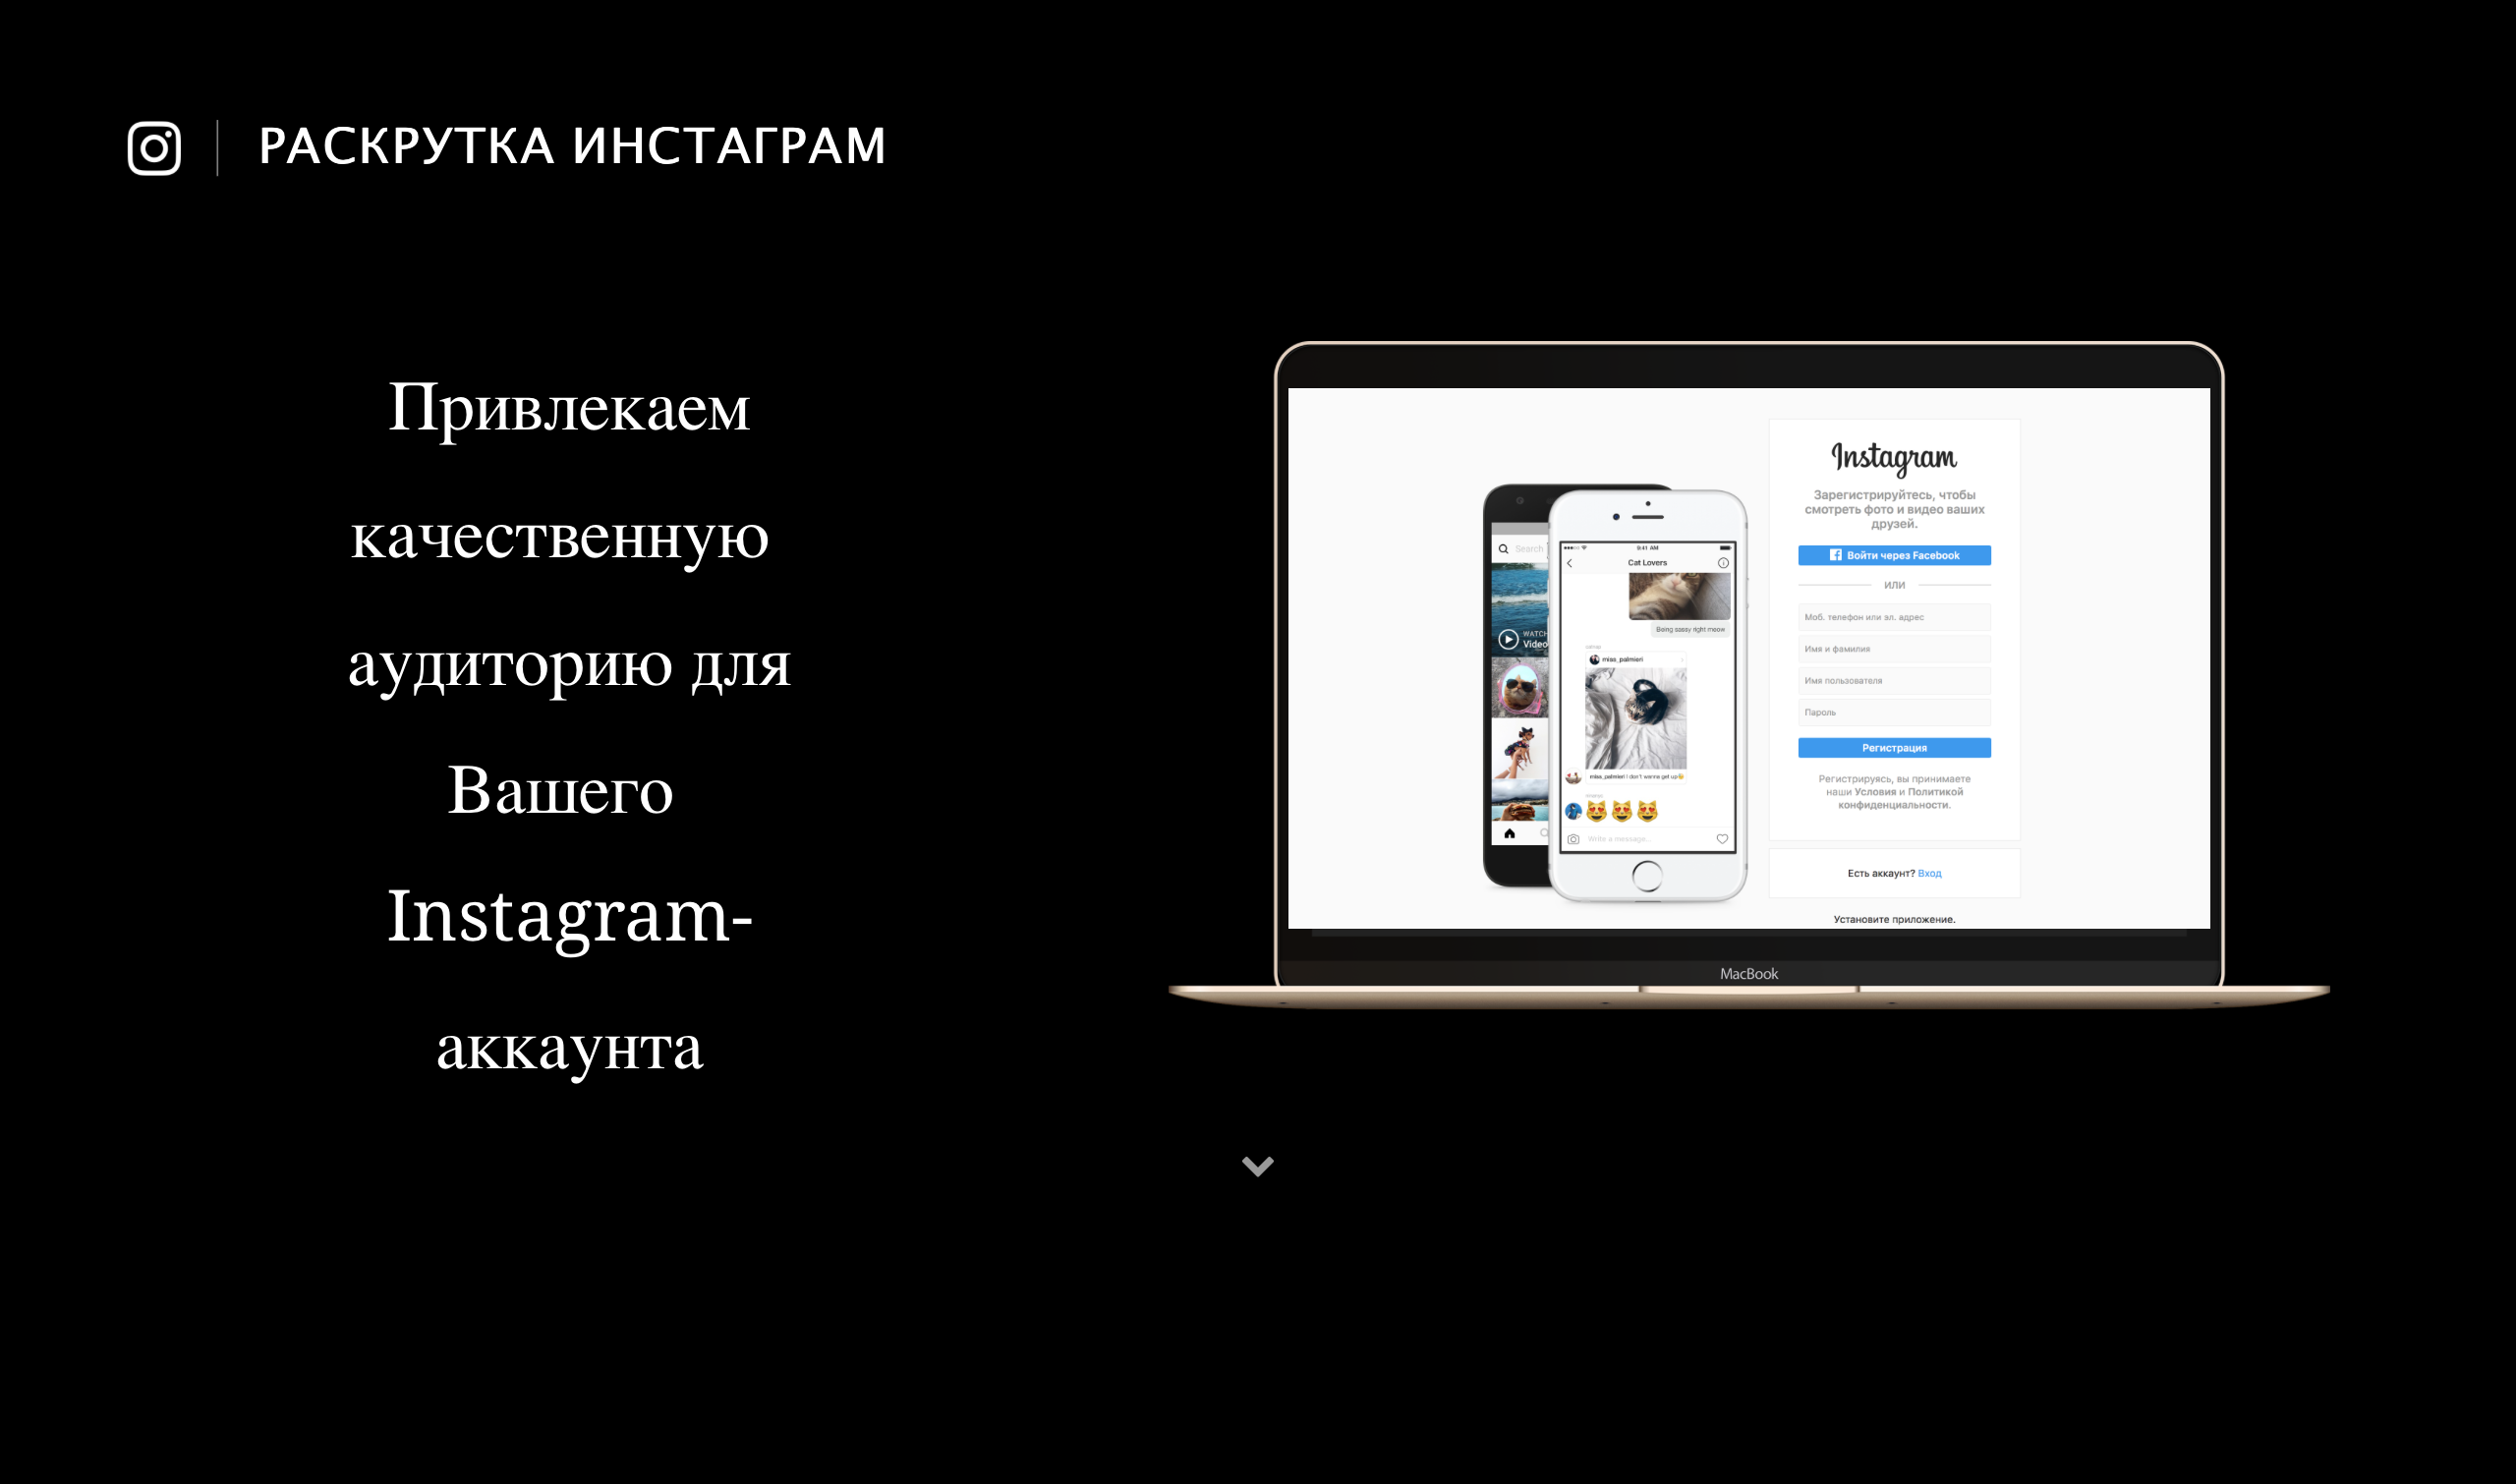 РАСКРУТКА ИНСТАГРАМ
Привлекаем
качественную
аудиторию для
Вашего
Instagram-
аккаунта
Instagram
Зарегистрируйтесь, чтобы
смотреть фото и видео ваших
друзей.
Войти через Facebook
ИЛИ
Моб. телефон или эл. адрес
Имя и фамилия
Имя пользователя
Пароль
Регистрация
Регистрируясь, вы принимаете
наши Условия и Политикой
конфиденциальности.
Есть аккаунт? Вход
Установите приложение.
Search
WATCH
Video
9:41 AM
Cat Lovers
Being sassy right meow
miss_palmieri
miss_palmieri I don't wanna get up
Write a message...
MacBook